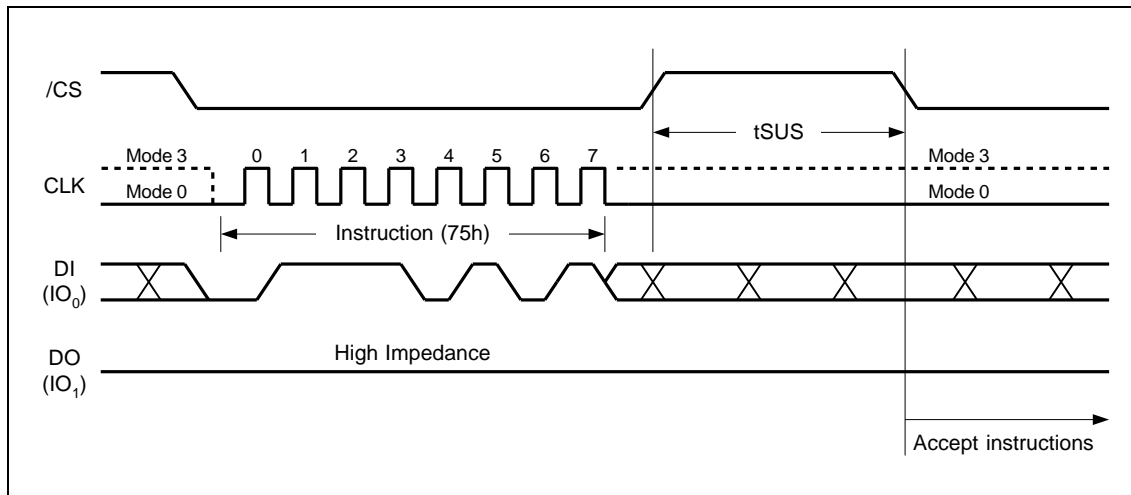 /CS
tSUS
Mode 3
0 1 2 3 4 5 6 7
Mode 3
CLK
Mode 0
Mode 0
Instruction (75h)
DI
(IO0)
High Impedance
DO
(IO1)
Accept instructions